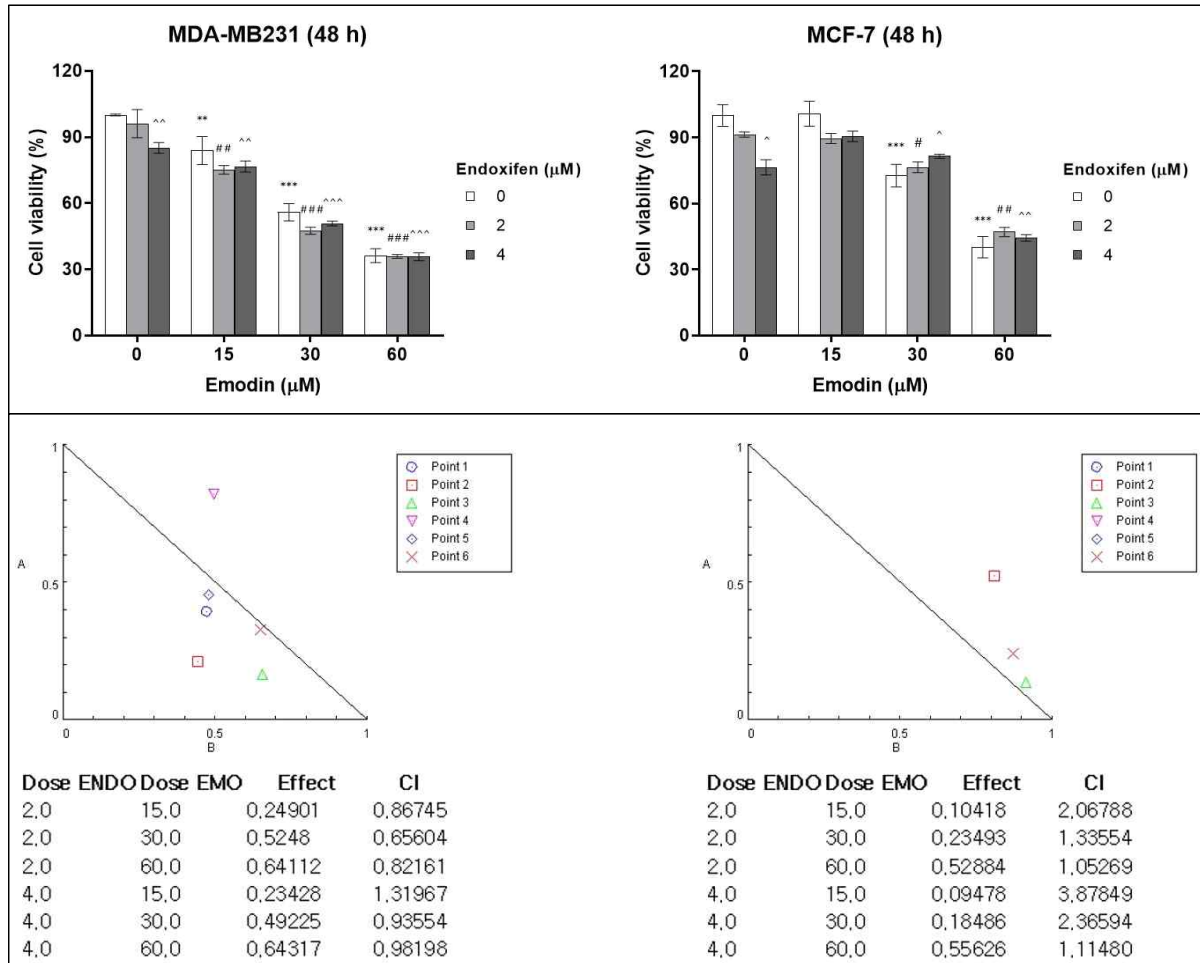 MDA-MB231 (48 h)
Cell viability (%)
120
90
60
30
0
^^
**
##
^^
***
###
^^^
***
###
^^^
0
15
30
60
Emodin (μM)
Endoxifen (μM)
0
2
4
MCF-7 (48 h)
Cell viability (%)
120
90
60
30
0
^
***
#
^
***
##
^^
0
15
30
60
Emodin (μM)
Endoxifen (μM)
0
2
4
1
A
0.5
0
0
0.5
1
B
Point 1
Point 2
Point 3
Point 4
Point 5
Point 6
1
A
0.5
0
0
0.5
1
B
Point 1
Point 2
Point 3
Point 4
Point 5
Point 6
Dose ENDO Dose EMO Effect CI
2,0 15,0 0,24901 0,86745
2,0 30,0 0,5248 0,65604
2,0 60,0 0,64112 0,82161
4,0 15,0 0,23428 1,31967
4,0 30,0 0,49225 0,93554
4,0 60,0 0,64317 0,98198
Dose ENDO Dose EMO Effect CI
2,0 15,0 0,10418 2,06788
2,0 30,0 0,23493 1,33554
2,0 60,0 0,52884 1,05269
4,0 15,0 0,09478 3,87849
4,0 30,0 0,18486 2,36594
4,0 60,0 0,55626 1,11480